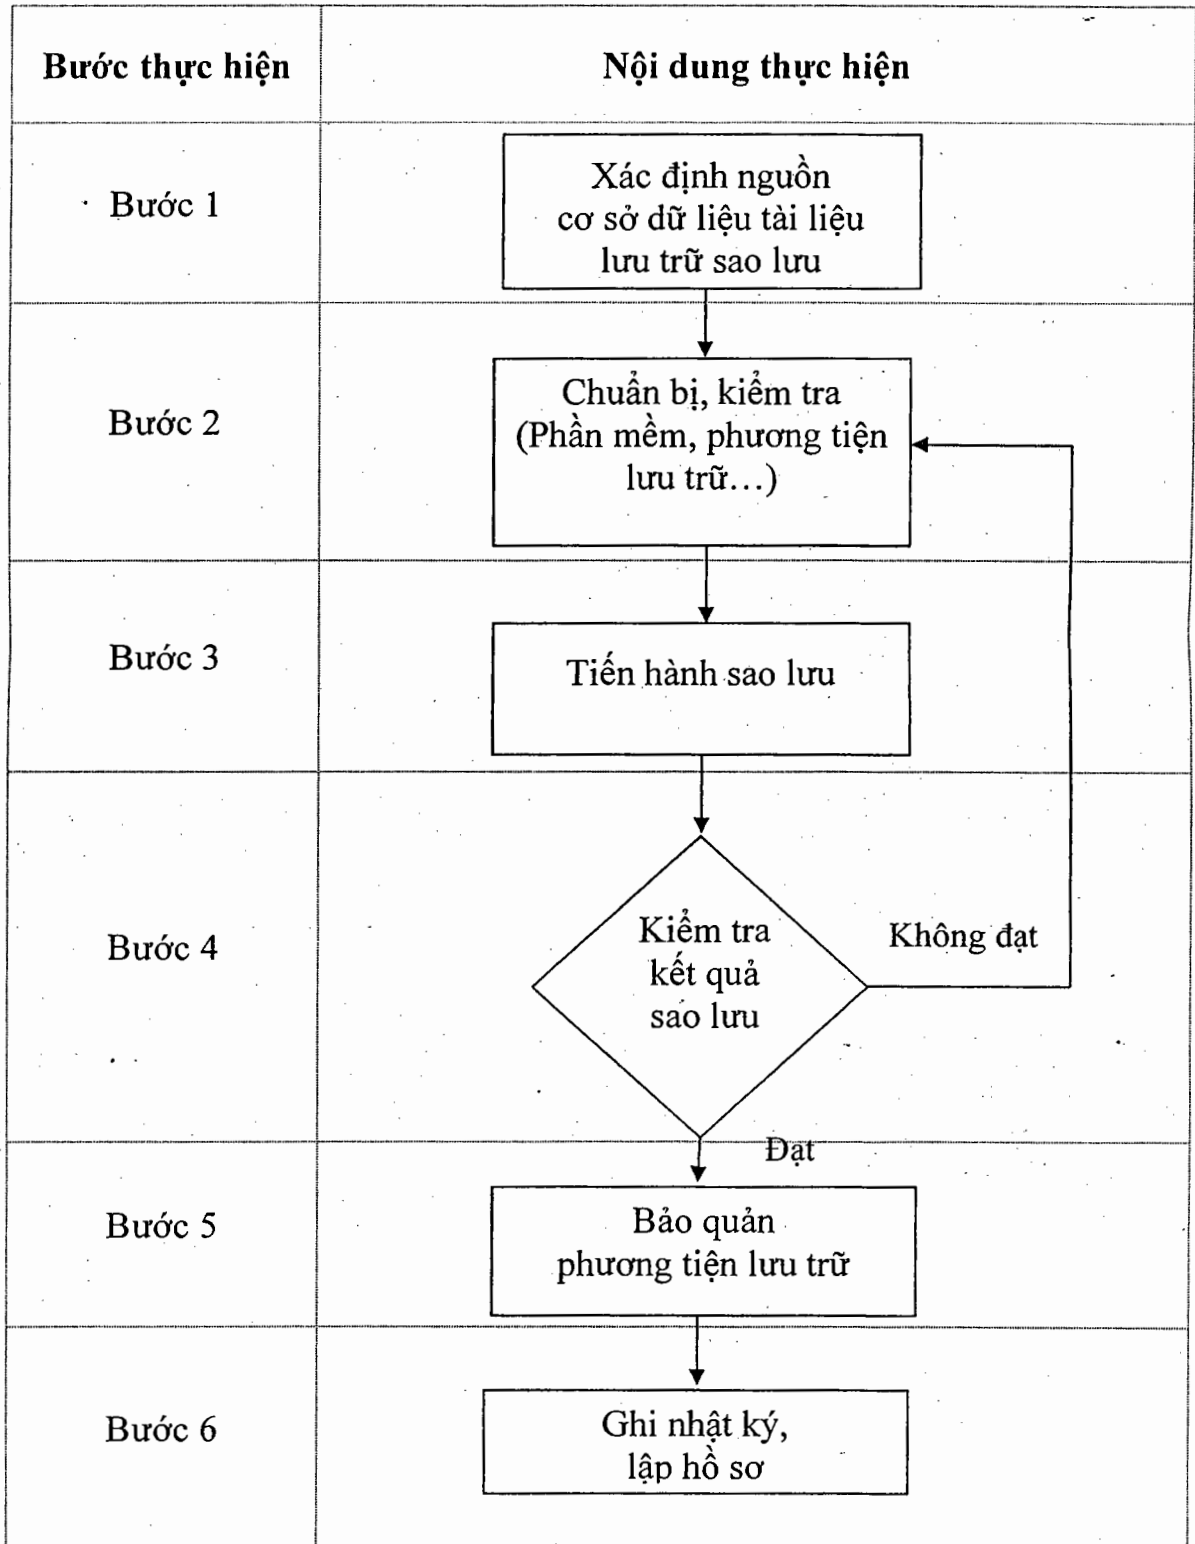 Bước thực hiện
Nội dung thực hiện
Bước 1
Xác định nguồn
cơ sở dữ liệu tài liệu
lưu trữ sao lưu
Bước 2
Chuẩn bị, kiểm tra
(Phần mềm, phương tiện
lưu trữ...)
Bước 3
Tiến hành sao lưu
Bước 4
Kiểm tra
kết quả
sao lưu
Không đạt
Đạt
Bước 5
Bảo quản
phương tiện lưu trữ
Bước 6
Ghi nhật ký,
lập hồ sơ